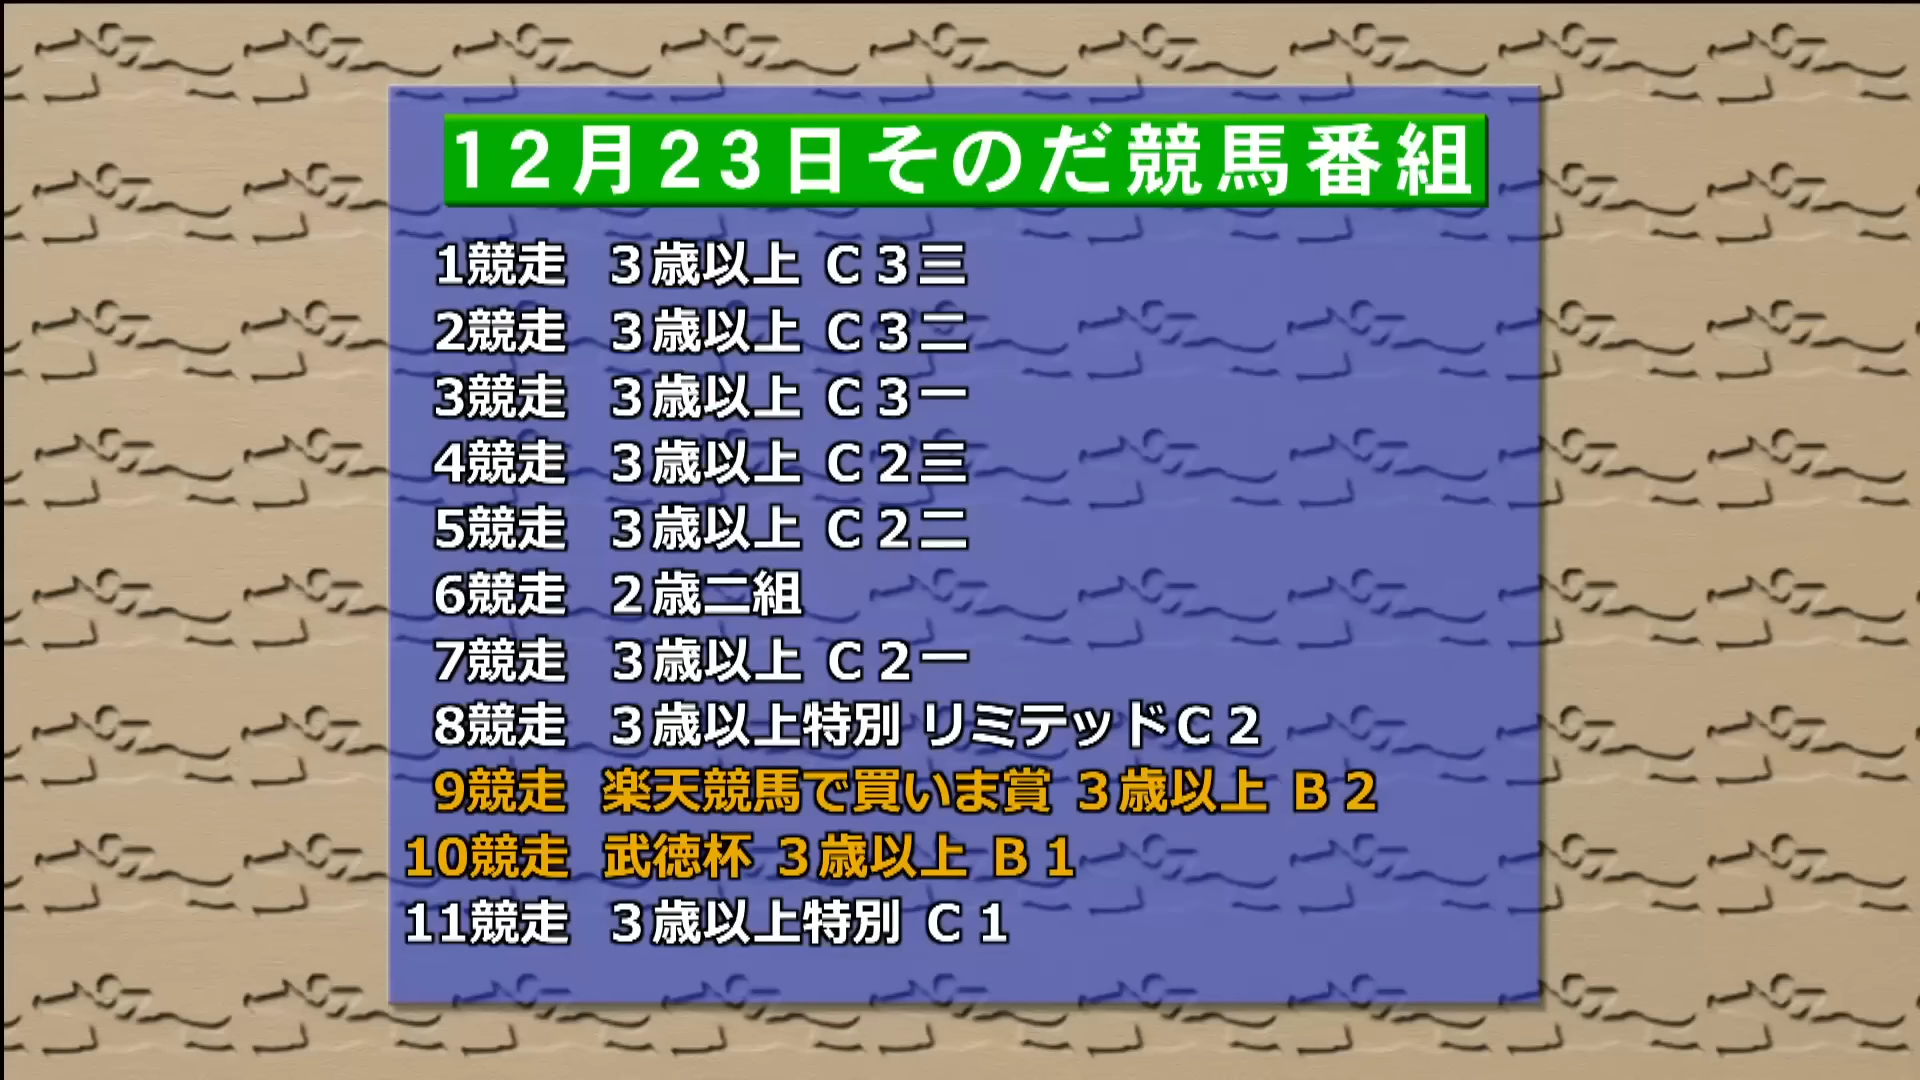 12月23日そのだ競馬番組
1競走 3歳以上 C3三
2競走 3歳以上 C3二
3競走 3歳以上 C3一
4競走 3歳以上 C2三
5競走 3歳以上 C2二
6競走 2歳二組
7競走 3歳以上 C2一
8競走 3歳以上特別 リミテッドC2
9競走 楽天競馬で買いま賞 3歳以上 B2
10競走 武徳杯 3歳以上 B1
11競走 3歳以上特別 C1